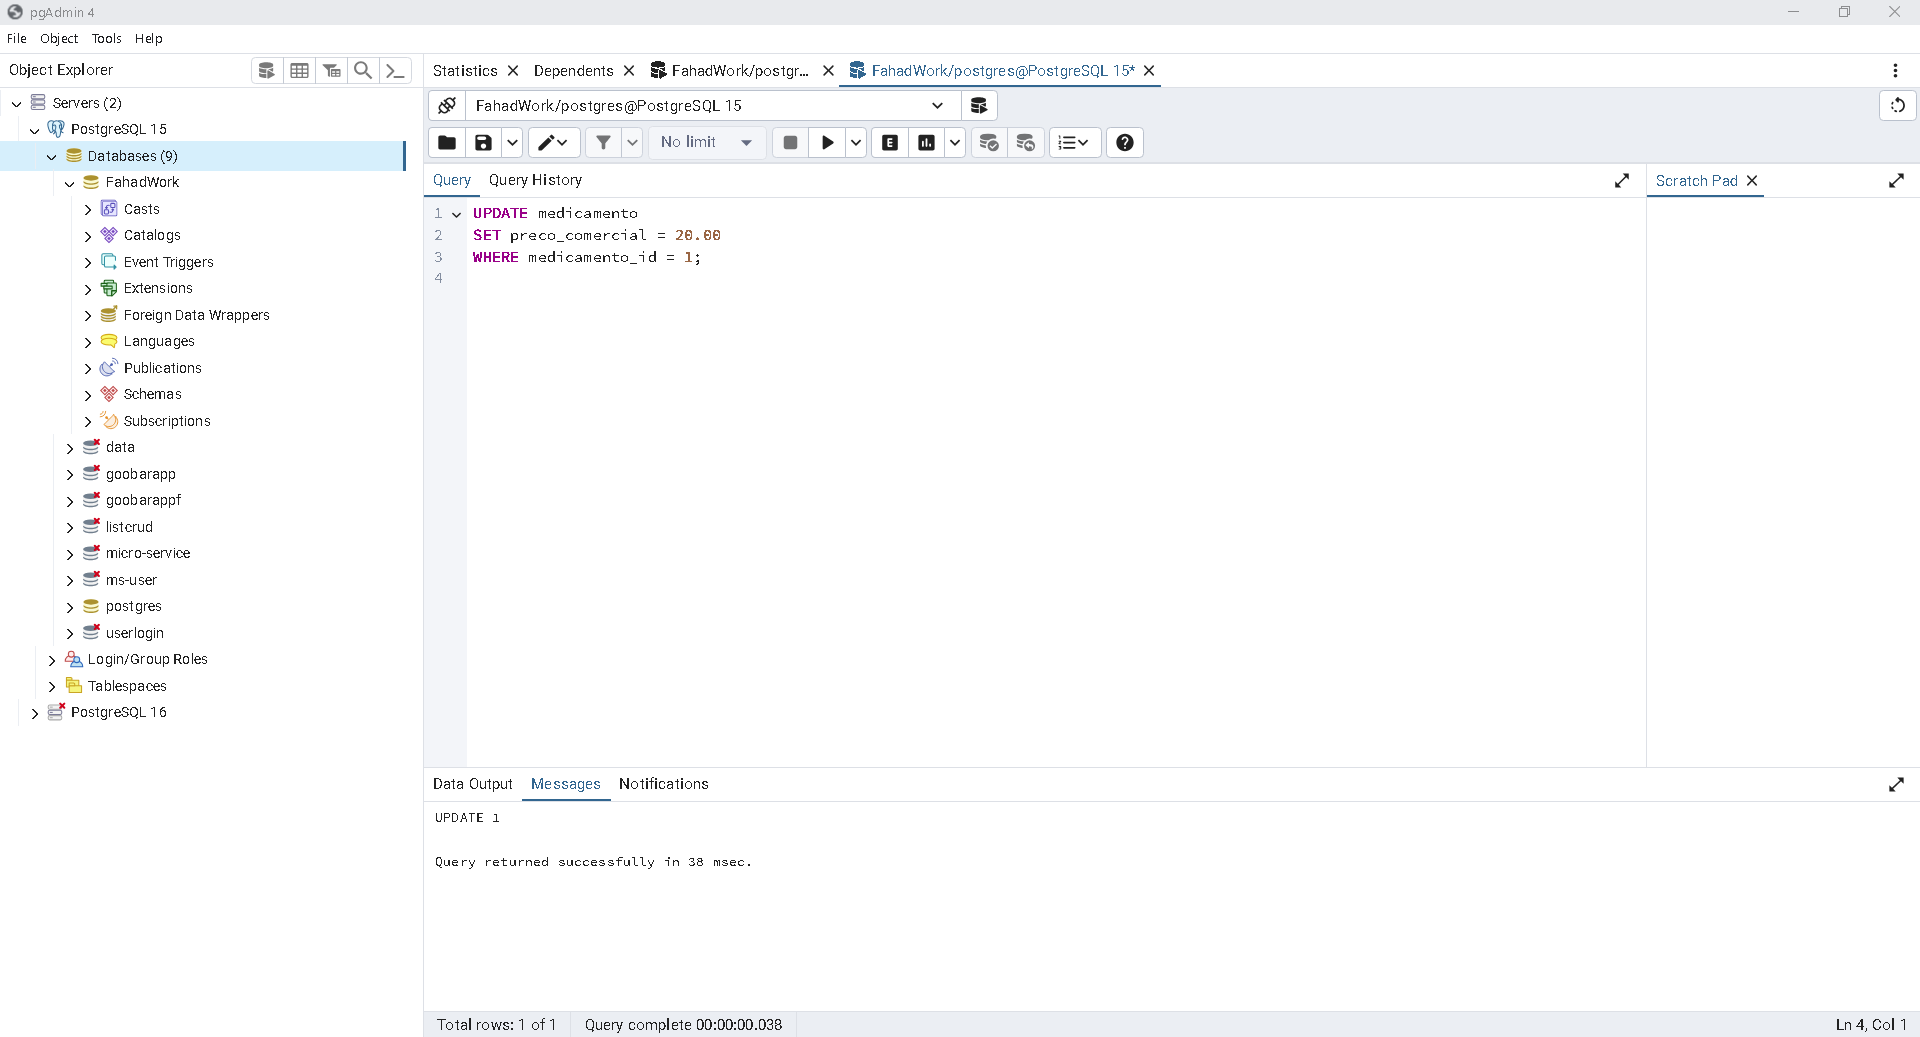 pgAdmin 4
File Object Tools Help
Object Explorer
Servers (2)
PostgreSQL 15
Databases (9)
FahadWork
Casts
Catalogs
Event Triggers
Extensions
Foreign Data Wrappers
Languages
Publications
Schemas
Subscriptions
data
goobarapp
goobarappf
listcrud
micro-service
ms-user
postgres
userlogin
Login/Group Roles
Tablespaces
PostgreSQL 16
Statistics Dependents FahadWork/postgr... FahadWork/postgres@PostgreSQL 15*
FahadWork/postgres@PostgreSQL 15
No limit E
Query Query History
1 UPDATE medicamento
2 SET preco_comercial = 20.00
3 WHERE medicamento_id = 1;
4
Scratch Pad
Data Output Messages Notifications
UPDATE 1
Query returned successfully in 38 msec.
Total rows: 1 of 1 Query complete 00:00:00.038 Ln 4, Col 1